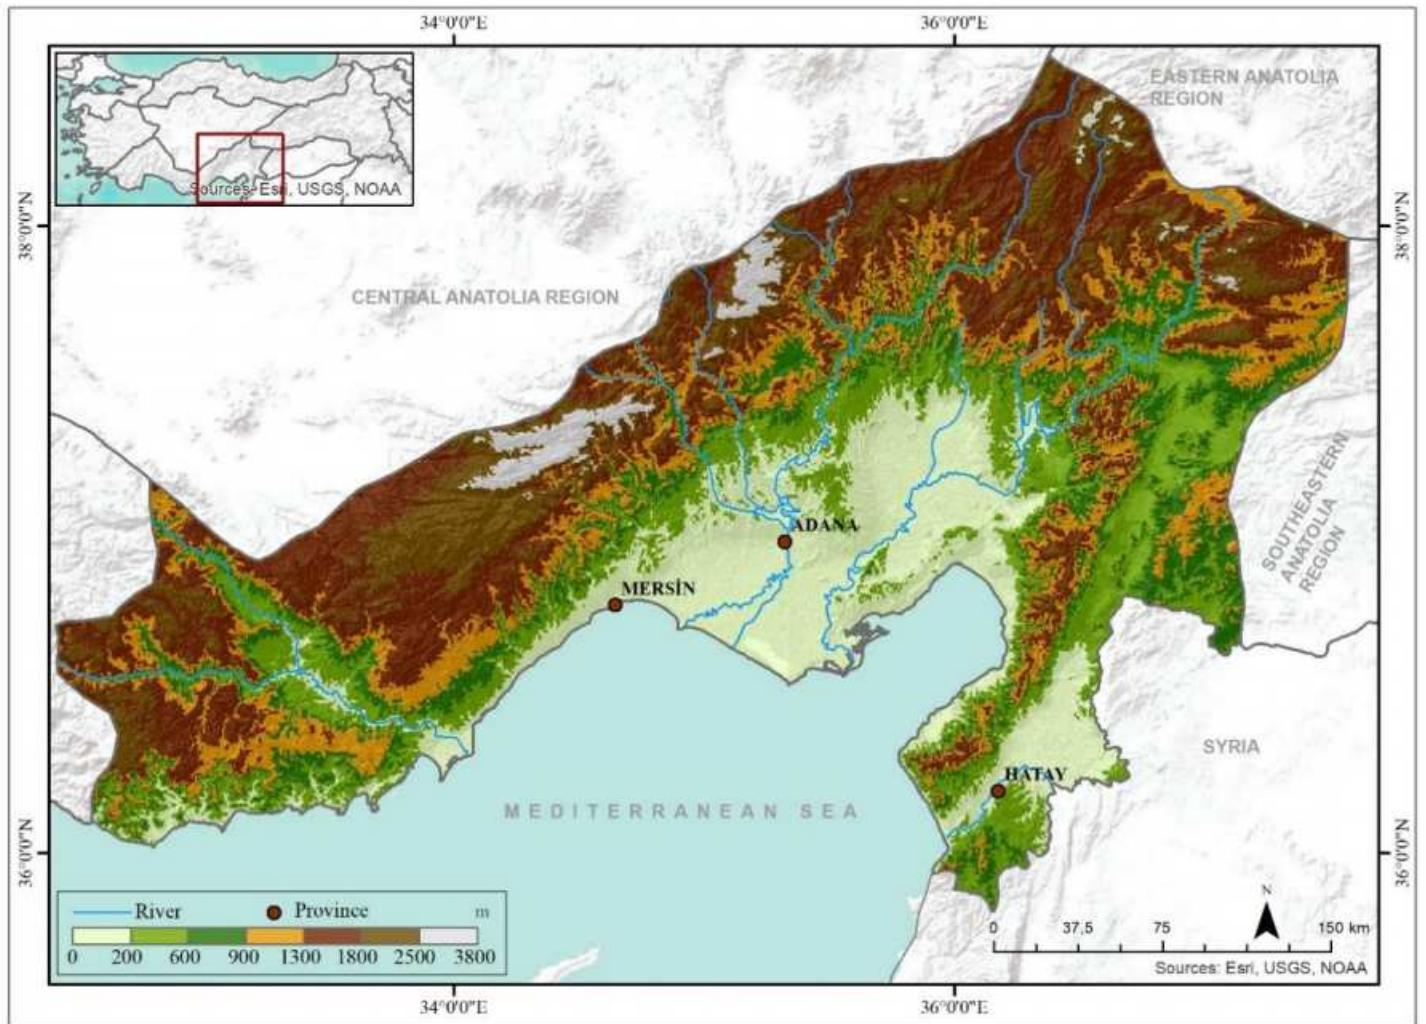 34°0'0"E
36°0'0"E
Sources: Esri, USGS, NOAA
EASTERN ANATOLIA
REGION
38°0'0"N
38°0'0"N
CENTRAL ANATOLIA REGION
SOUTHEASTERN
ANATOLIA
REGION
ADANA
MERSİN
SYRIA
HATAY
MEDITERRANEAN SEA
36°0'0"N
36°0'0"N
River
Province
m
0 200 600 900 1300 1800 2500 3800
N
0 37,5 75 150 km
Sources: Esri, USGS, NOAA
34°0'0"E
36°0'0"E